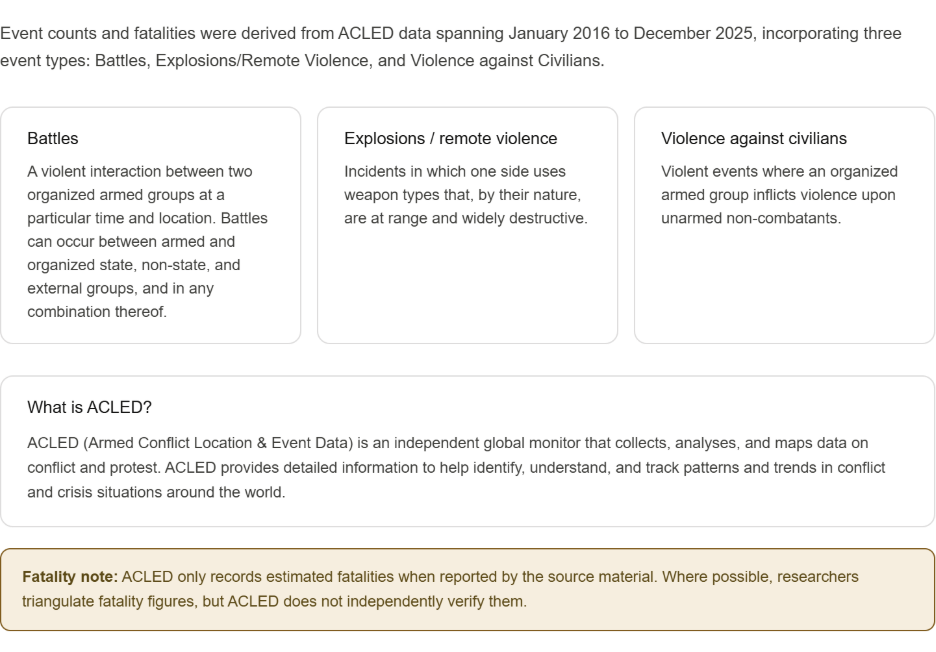 Event counts and fatalities were derived from ACLED data spanning January 2016 to December 2025, incorporating three
event types: Battles, Explosions/Remote Violence, and Violence against Civilians.
Battles
A violent interaction between two
organized armed groups at a
particular time and location. Battles
can occur between armed and
organized state, non-state, and
external groups, and in any
combination thereof.
Explosions / remote violence
Incidents in which one side uses
weapon types that, by their nature,
are at range and widely destructive.
Violence against civilians
Violent events where an organized
armed group inflicts violence upon
unarmed non-combatants.
What is ACLED?
ACLED (Armed Conflict Location & Event Data) is an independent global monitor that collects, analyses, and maps data on
conflict and protest. ACLED provides detailed information to help identify, understand, and track patterns and trends in conflict
and crisis situations around the world.
Fatality note: ACLED only records estimated fatalities when reported by the source material. Where possible, researchers
triangulate fatality figures, but ACLED does not independently verify them.